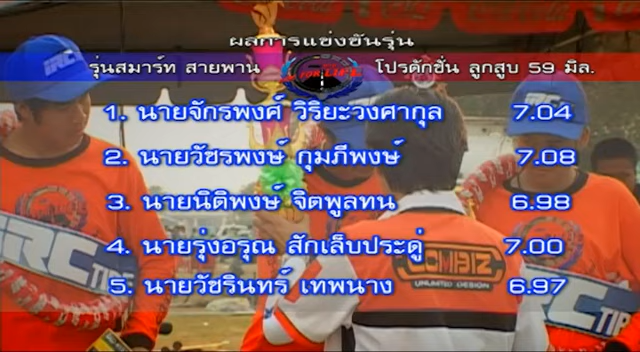 ผลการแข่งขันรุ่น
รุ่นสมาร์ท สายพาน FOR LIFE โปรดักชั่น ลูกสูบ 59 มิล.
1. นายจักรพงศ์ วิริยะวงศากุล 7.04
2. นายวัชรพงษ์ กุมภีพงษ์ 7.08
3. นายนิติพงษ์ จิตพูลทน 6.98
4. นายรุ่งอรุณ สักเล็บประดู่ 7.00
5. นายวัชรินทร์ เทพนาง 6.97
IRC
IRC
IRC TIRE
COMBIZ
UNLIMITED DESIGN
IRC